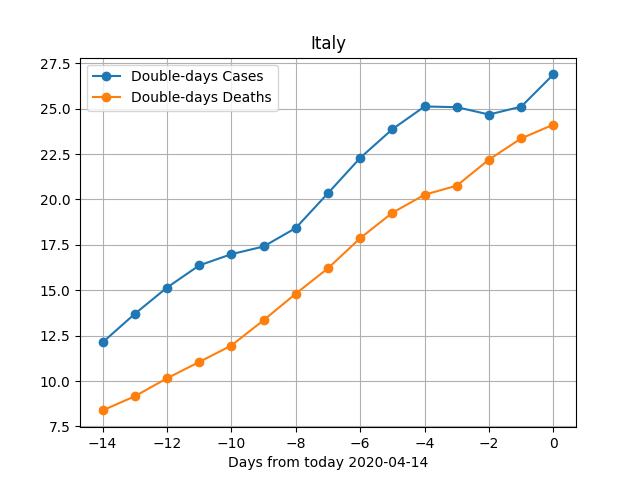 Italy
27.5
25.0
22.5
20.0
17.5
15.0
12.5
10.0
7.5
Double-days Cases
Double-days Deaths
−14 −12 −10 −8 −6 −4 −2 0
Days from today 2020-04-14